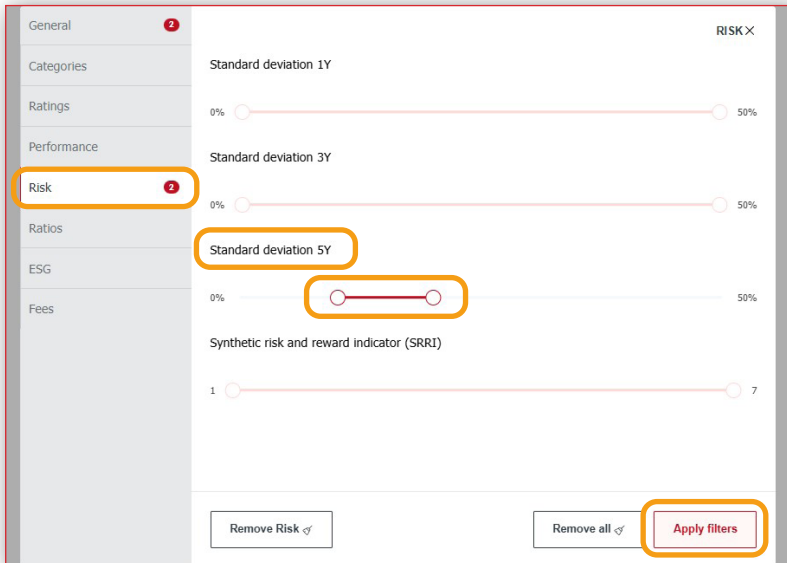 General 2
RISK
Categories
Standard deviation 1Y
Ratings
0% 50%
Performance
Standard deviation 3Y
Risk 2
0% 50%
Ratios
Standard deviation 5Y
ESG
0% 50%
Fees
Synthetic risk and reward indicator (SRRI)
1 7
Remove Risk
Remove all
Apply filters